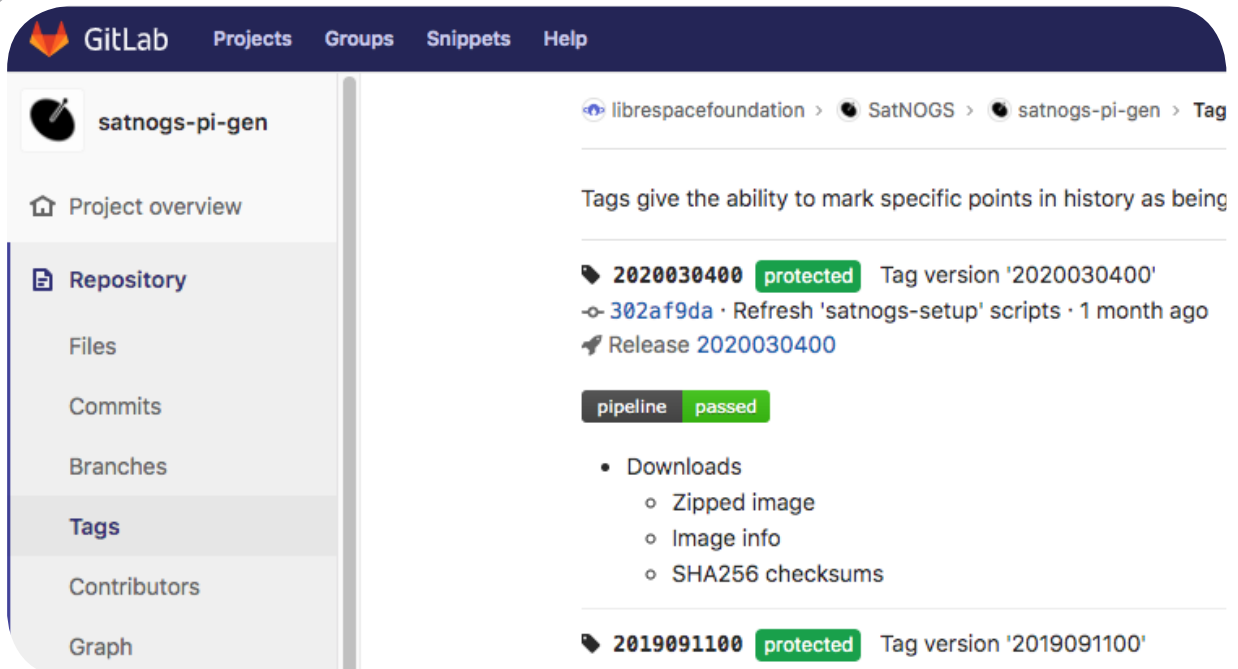 GitLab Projects Groups Snippets Help
satnogs-pi-gen
Project overview
Repository
Files
Commits
Branches
Tags
Contributors
Graph
librespacefoundation > SatNOGS > satnogs-pi-gen > Tag
Tags give the ability to mark specific points in history as being
2020030400 protected Tag version '2020030400'
302af9da · Refresh 'satnogs-setup' scripts · 1 month ago
Release 2020030400
pipeline passed
• Downloads
◦ Zipped image
◦ Image info
◦ SHA256 checksums
2019091100 protected Tag version '2019091100'